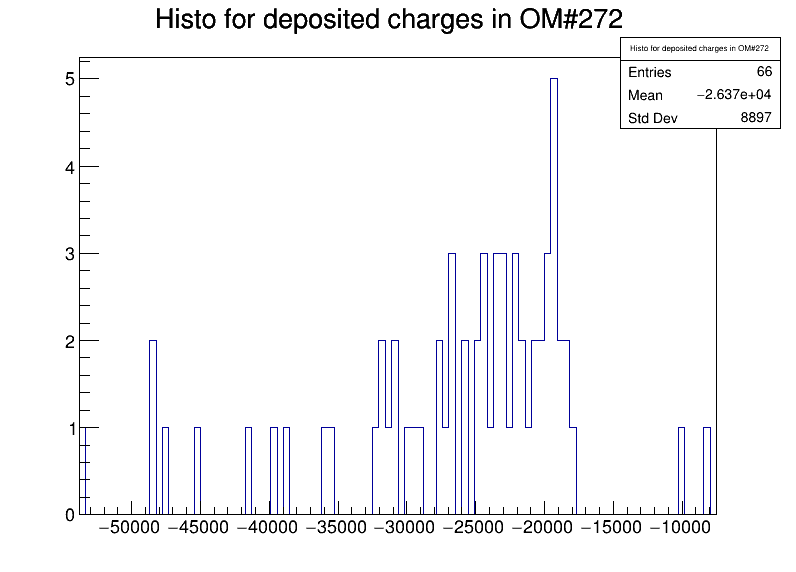 Histo for deposited charges in OM#272
Histo for deposited charges in OM#272
Entries 66
Mean −2.637e+04
Std Dev 8897
5
4
3
2
1
0
−50000 −45000 −40000 −35000 −30000 −25000 −20000 −15000 −10000